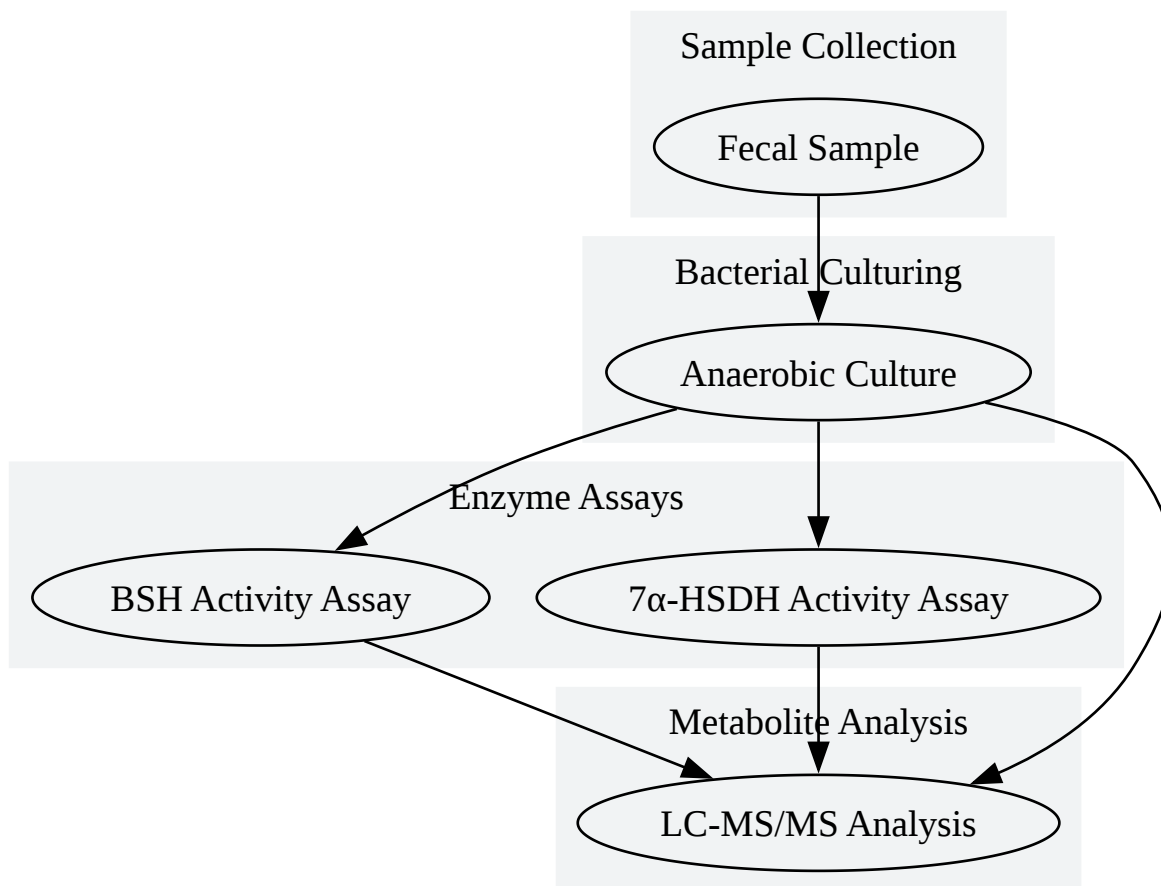 Sample Collection
Fecal Sample
Bacterial Culturing
Anaerobic Culture
Enzyme Assays
BSH Activity Assay
7α-HSDH Activity Assay
Metabolite Analysis
LC-MS/MS Analysis